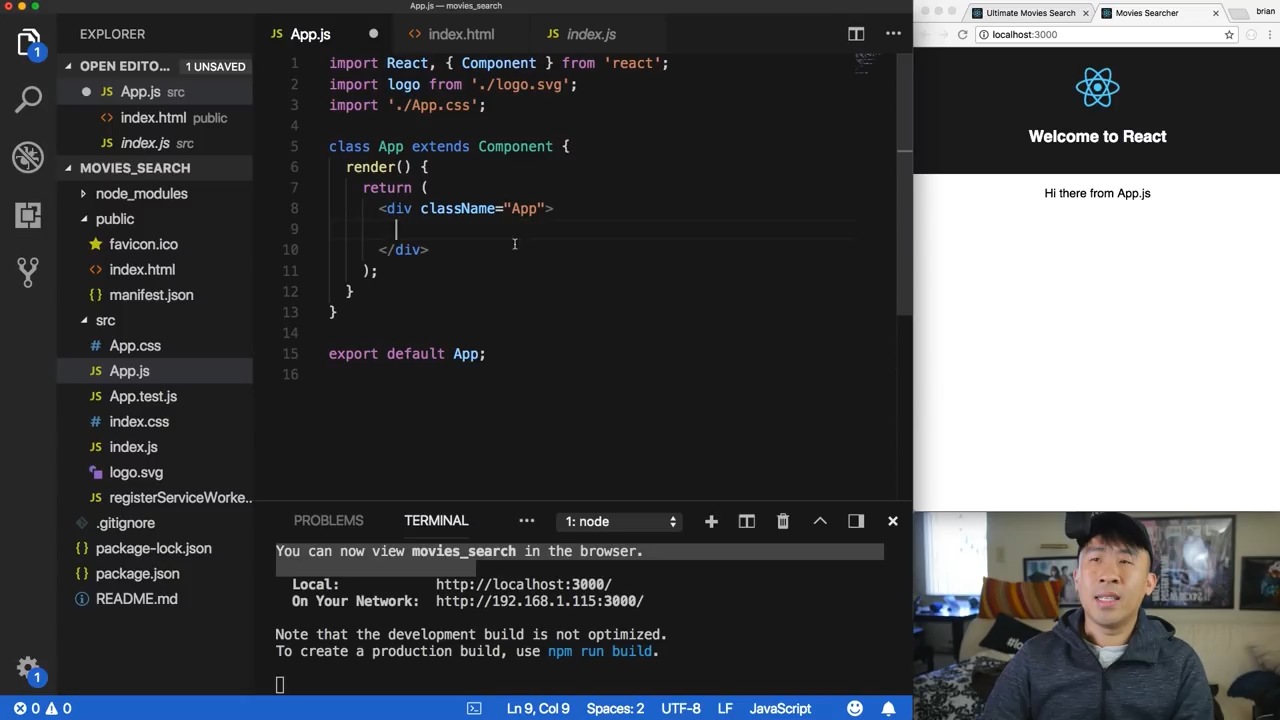 App.js — movies_search
EXPLORER
OPEN EDITO...
1 UNSAVED
App.js src
index.html public
index.js src
MOVIES_SEARCH
node_modules
public
favicon.ico
index.html
manifest.json
src
App.css
App.js
App.test.js
index.css
index.js
logo.svg
registerServiceWorke..
.gitignore
package-lock.json
package.json
README.md
1
1
App.js
index.html
index.js
1 import React, { Component } from 'react';
2 import logo from './logo.svg';
3 import './App.css';
4
5 class App extends Component {
6 render() {
7 return (
8 <div className="App">
9
10 </div>
11 );
12 }
13 }
14
15 export default App;
16
PROBLEMS
TERMINAL
1: node
You can now view movies_search in the browser.
Local: http://localhost:3000/
On Your Network: http://192.168.1.115:3000/
Note that the development build is not optimized.
To create a production build, use npm run build.
0 0
Ln 9, Col 9
Spaces: 2
UTF-8
LF
JavaScript
Ultimate Movies Search
Movies Searcher
brian
localhost:3000
Welcome to React
Hi there from App.js